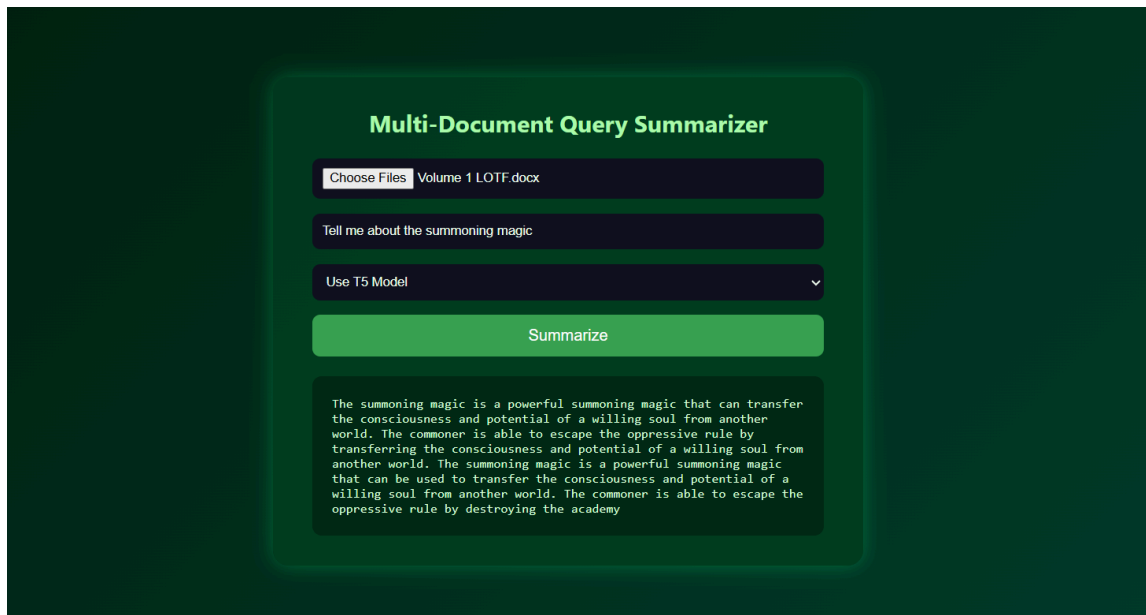 Multi-Document Query Summarizer
Choose Files Volume 1 LOTF.docx
Tell me about the summoning magic
Use T5 Model
Summarize
The summoning magic is a powerful summoning magic that can transfer
the consciousness and potential of a willing soul from another
world. The commoner is able to escape the oppressive rule by
transferring the consciousness and potential of a willing soul from
another world. The summoning magic is a powerful summoning magic
that can be used to transfer the consciousness and potential of a
willing soul from another world. The commoner is able to escape the
oppressive rule by destroying the academy